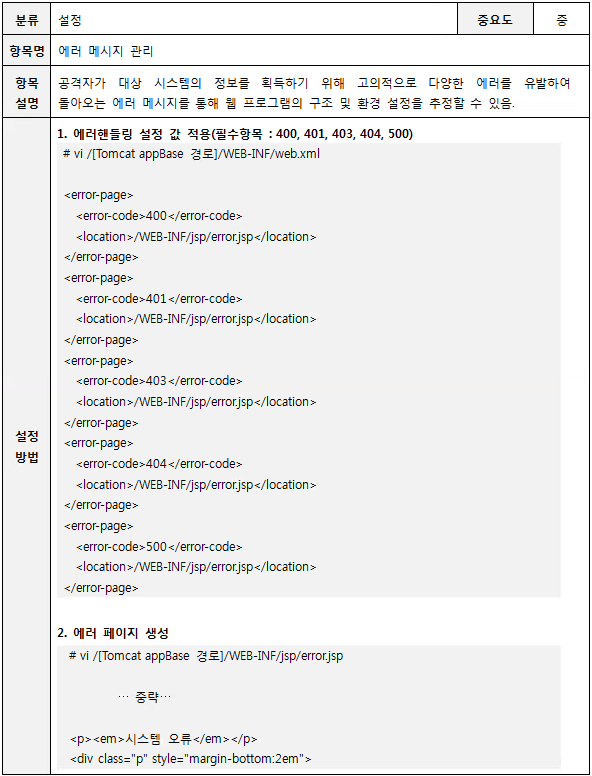 분류 설정 중요도 중
항목명 에러 메시지 관리
항목 설명 공격자가 대상 시스템의 정보를 획득하기 위해 고의적으로 다양한 에러를 유발하여
돌아오는 에러 메시지를 통해 웹 프로그램의 구조 및 환경 설정을 추정할 수 있음.
설정 방법
1. 에러핸들링 설정 값 적용(필수항목 : 400, 401, 403, 404, 500)
# vi /[Tomcat appBase 경로]/WEB-INF/web.xml
<error-page>
<error-code>400</error-code>
<location>/WEB-INF/jsp/error.jsp</location>
</error-page>
<error-page>
<error-code>401</error-code>
<location>/WEB-INF/jsp/error.jsp</location>
</error-page>
<error-page>
<error-code>403</error-code>
<location>/WEB-INF/jsp/error.jsp</location>
</error-page>
<error-page>
<error-code>404</error-code>
<location>/WEB-INF/jsp/error.jsp</location>
</error-page>
<error-page>
<error-code>500</error-code>
<location>/WEB-INF/jsp/error.jsp</location>
</error-page>
2. 에러 페이지 생성
# vi /[Tomcat appBase 경로]/WEB-INF/jsp/error.jsp
… 중략…
<p><em>시스템 오류</em></p>
<div class="p" style="margin-bottom:2em">